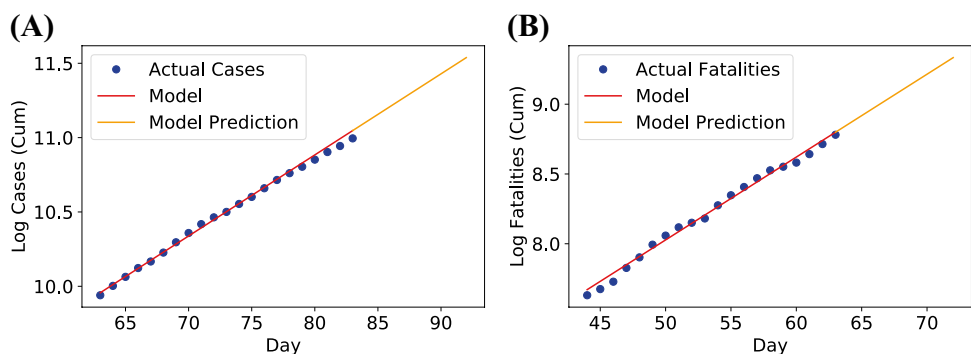 (A)
11.5
11.0
10.5
10.0
Log Cases (Cum)
Actual Cases
Model
Model Prediction
65 70 75 80 85 90
Day
(B)
9.0
8.5
8.0
Log Fatalities (Cum)
Actual Fatalities
Model
Model Prediction
45 50 55 60 65 70
Day